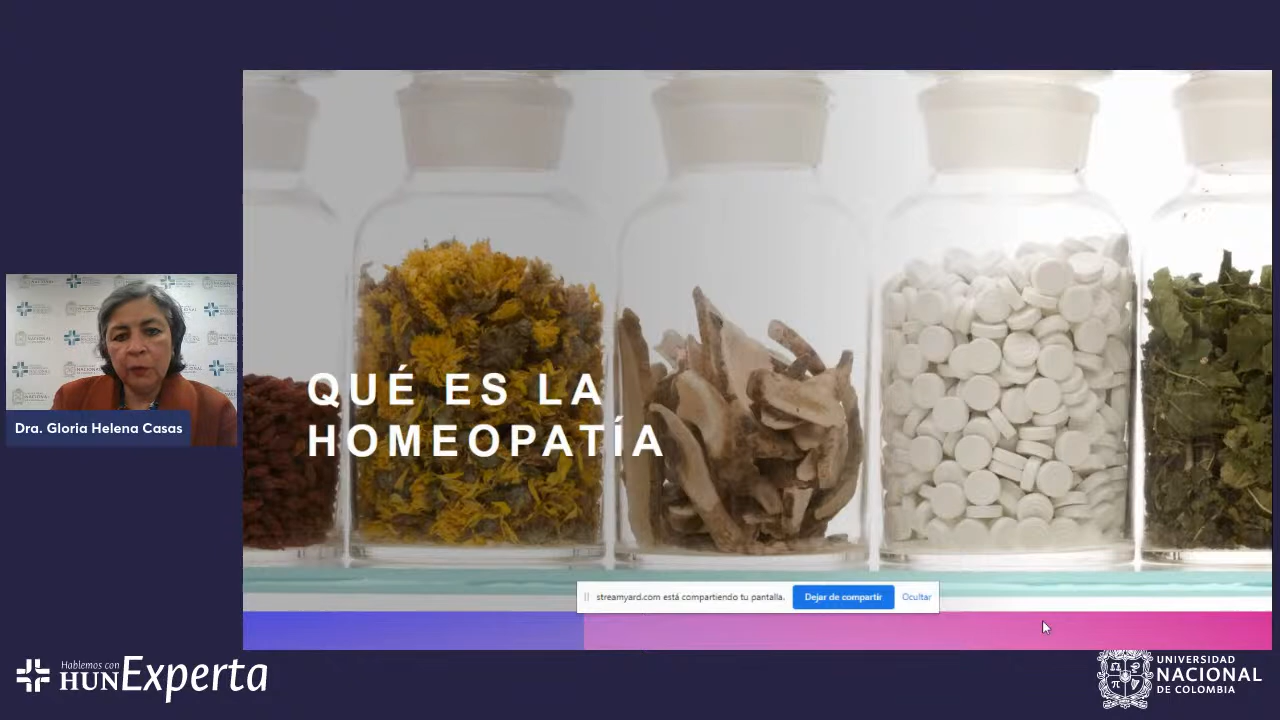 QUÉ ES LA
HOMEOPATÍA
Dra. Gloria Helena Casas
streamyard.com está compartiendo tu pantalla.
Dejar de compartir
Ocultar
Hablemos con
HUN Experta
UNIVERSIDAD
NACIONAL
DE COLOMBIA